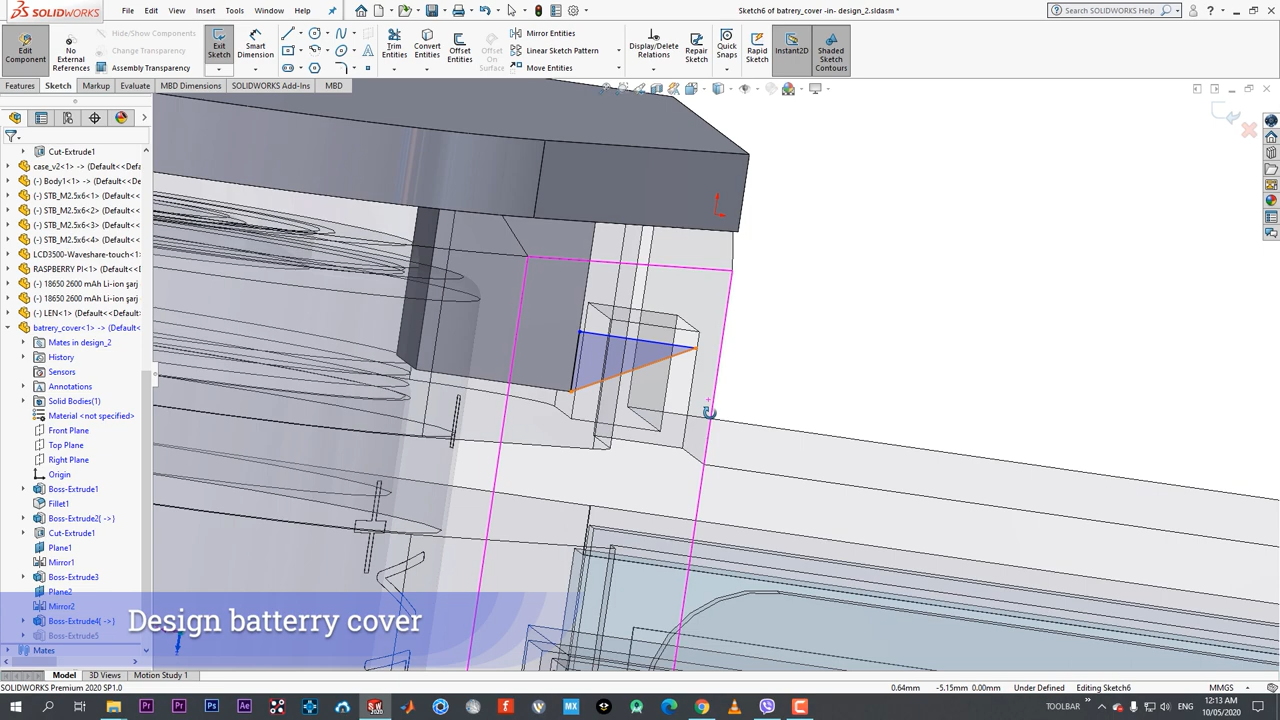 SOLIDWORKS
File Edit View Insert Tools Window Help
Sketch6 of batrery_cover -in- design_2.sldasm *
Search SOLIDWORKS Help
Edit Component
No External References
Hide/Show Components
Change Transparency
Assembly Transparency
Exit Sketch
Smart Dimension
Trim Entities
Convert Entities
Offset Entities
Offset On Surface
Mirror Entities
Linear Sketch Pattern
Move Entities
Display/Delete Relations
Repair Sketch
Quick Snaps
Rapid Sketch
Instant2D
Shaded Sketch Contours
Features Sketch Markup Evaluate MBD Dimensions SOLIDWORKS Add-Ins MBD
Cut-Extrude1
case_v2<1> -> (Default<<Defa
(-) Body1<1> -> (Default<<De
(-) STB_M2.5x6<1> (Default<<
(-) STB_M2.5x6<2> (Default<<
(-) STB_M2.5x6<3> (Default<<
(-) STB_M2.5x6<4> (Default<<
LCD3500-Waveshare-touch<1>
RASPBERRY PI<1> (Default<<D
(-) 18650 2600 mAh Li-ion şarj
(-) 18650 2600 mAh Li-ion şarj
(-) LEN<1> (Default<<Default>
batrery_cover<1> -> (Default<
Mates in design_2
History
Sensors
Annotations
Solid Bodies(1)
Material <not specified>
Front Plane
Top Plane
Right Plane
Origin
Boss-Extrude1
Fillet1
Boss-Extrude2{ ->}
Cut-Extrude1
Plane1
Mirror1
Boss-Extrude3
Plane2
Mirror2
Boss-Extrude4{ ->}
Boss-Extrude5
Mates
Design batterry cover
Model 3D Views Motion Study 1
SOLIDWORKS Premium 2020 SP1.0
0.64mm -5.15mm 0.00mm Under Defined Editing Sketch6 MMGS
TOOLBAR ENG 12:13 AM
10/05/2020